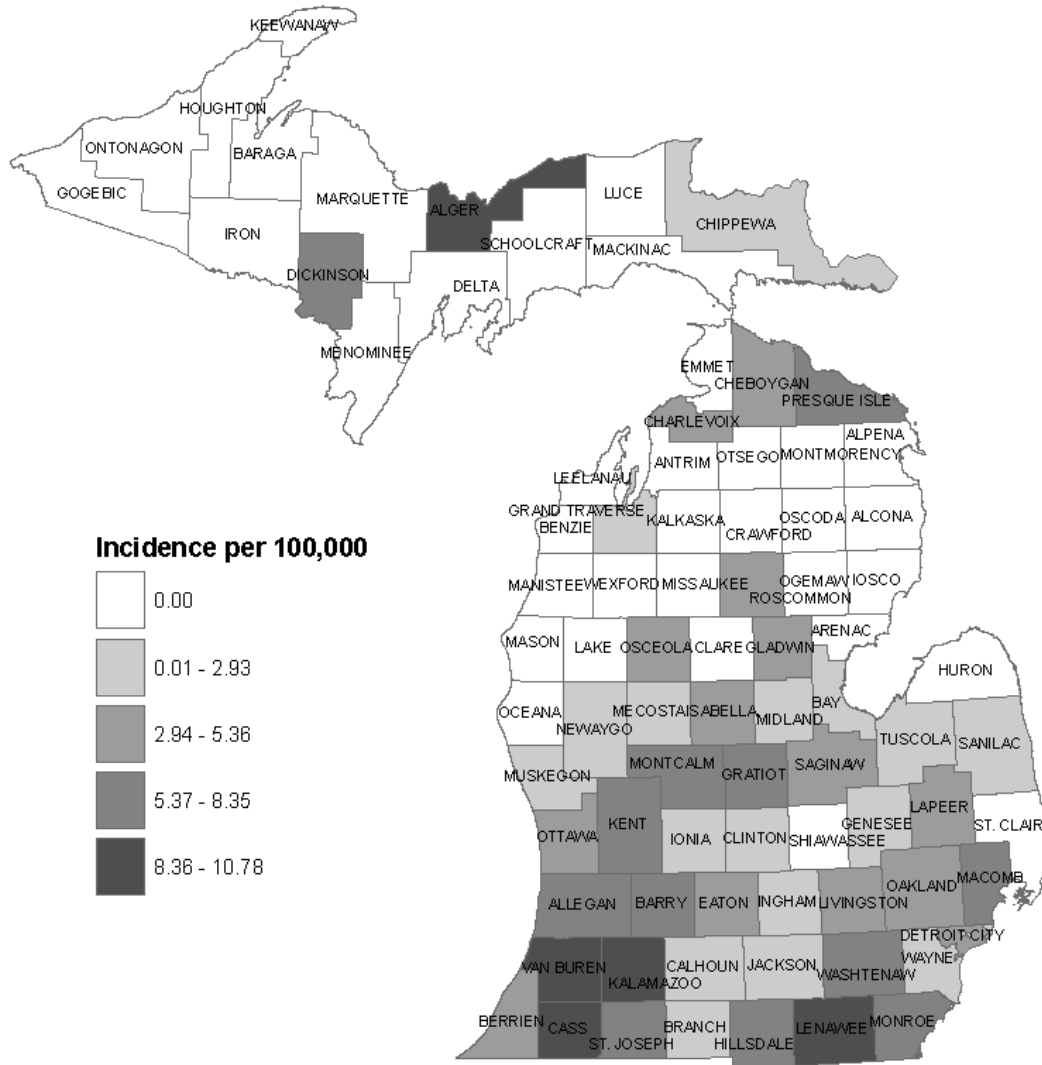 KEEWANAW
HOUGHTON
ONTONAGON
BARAGA
GOGEBIC
MARQUETTE
LUCE
ALGER
CHIPPEWA
IRON
SCHOOLCRAFT
MACKINAC
DICKINSON
DELTA
MENOMINEE
EMMET
CHEBOYGAN
PRESQUE ISLE
CHARLEVOIX
ALPENA
ANTRIM
OTSEGO
MONTMORENCY
LEELANAU
GRAND TRAVERSE
BENZIE
KALKASKA
OSCODA
ALCONA
CRAWFORD
Incidence per 100,000
0.00
0.01 - 2.93
2.94 - 5.36
5.37 - 8.35
8.36 - 10.78
MANISTEE
WEXFORD
MISSAUKEE
OGEMAW
IOSCO
ROSCOMMON
ARENAC
MASON
LAKE
OSCEOLA
CLARE
GLADWIN
HURON
OCEANA
NEWAYGO
MECOSTA
ISABELLA
MIDLAND
BAY
TUSCOLA
SANILAC
MUSKEGON
MONTCALM
GRATIOT
SAGINAW
LAPEER
OTTAWA
KENT
IONIA
CLINTON
SHIAWASSEE
GENESEE
ST. CLAIR
ALLEGAN
BARRY
EATON
INGHAM
LIVINGSTON
OAKLAND
MACOMB
DETROIT CITY
WAYNE
VAN BUREN
KALAMAZOO
CALHOUN
JACKSON
WASHTENAW
BERRIEN
CASS
ST. JOSEPH
BRANCH
HILLSDALE
LENAWEE
MONROE